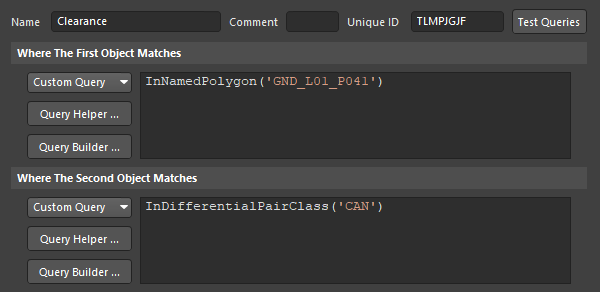 Name Clearance Comment Unique ID TLMPJGJF Test Queries
Where The First Object Matches
Custom Query InNamedPolygon('GND_L01_P041')
Query Helper ...
Query Builder ...
Where The Second Object Matches
Custom Query InDifferentialPairClass('CAN')
Query Helper ...
Query Builder ...